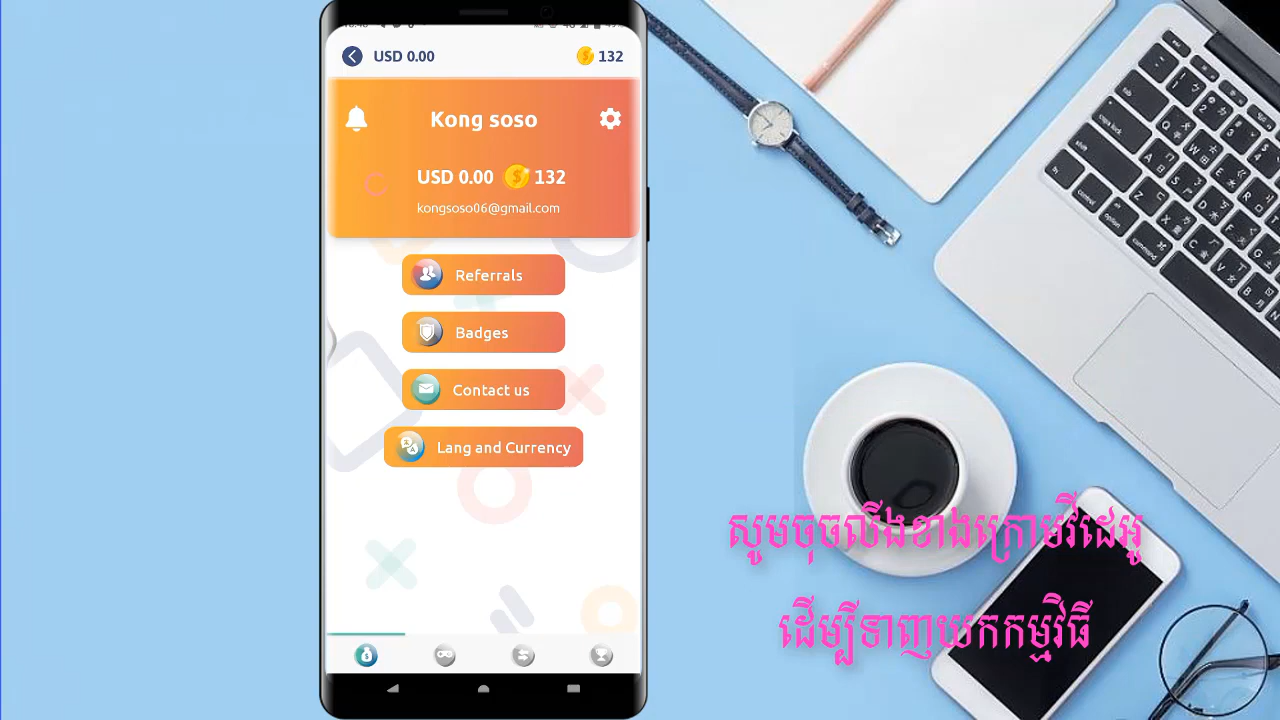 USD 0.00
132
Kong soso
USD 0.00 132
kongsoso06@gmail.com
Referrals
Badges
Contact us
Lang and Currency
សូមចុចលីងខាងក្រោមវីដេអូ
ដើម្បីទាញយកកម្មវិធី